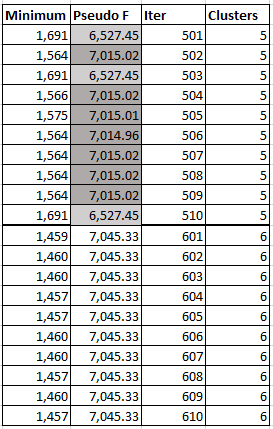 Minimum Pseudo F Iter Clusters
1,691 6,527.45 501 5
1,564 7,015.02 502 5
1,691 6,527.45 503 5
1,566 7,015.02 504 5
1,575 7,015.01 505 5
1,564 7,014.96 506 5
1,564 7,015.02 507 5
1,564 7,015.02 508 5
1,564 7,015.02 509 5
1,691 6,527.45 510 5
1,459 7,045.33 601 6
1,460 7,045.33 602 6
1,460 7,045.33 603 6
1,457 7,045.33 604 6
1,457 7,045.33 605 6
1,460 7,045.33 606 6
1,460 7,045.33 607 6
1,457 7,045.33 608 6
1,460 7,045.33 609 6
1,457 7,045.33 610 6